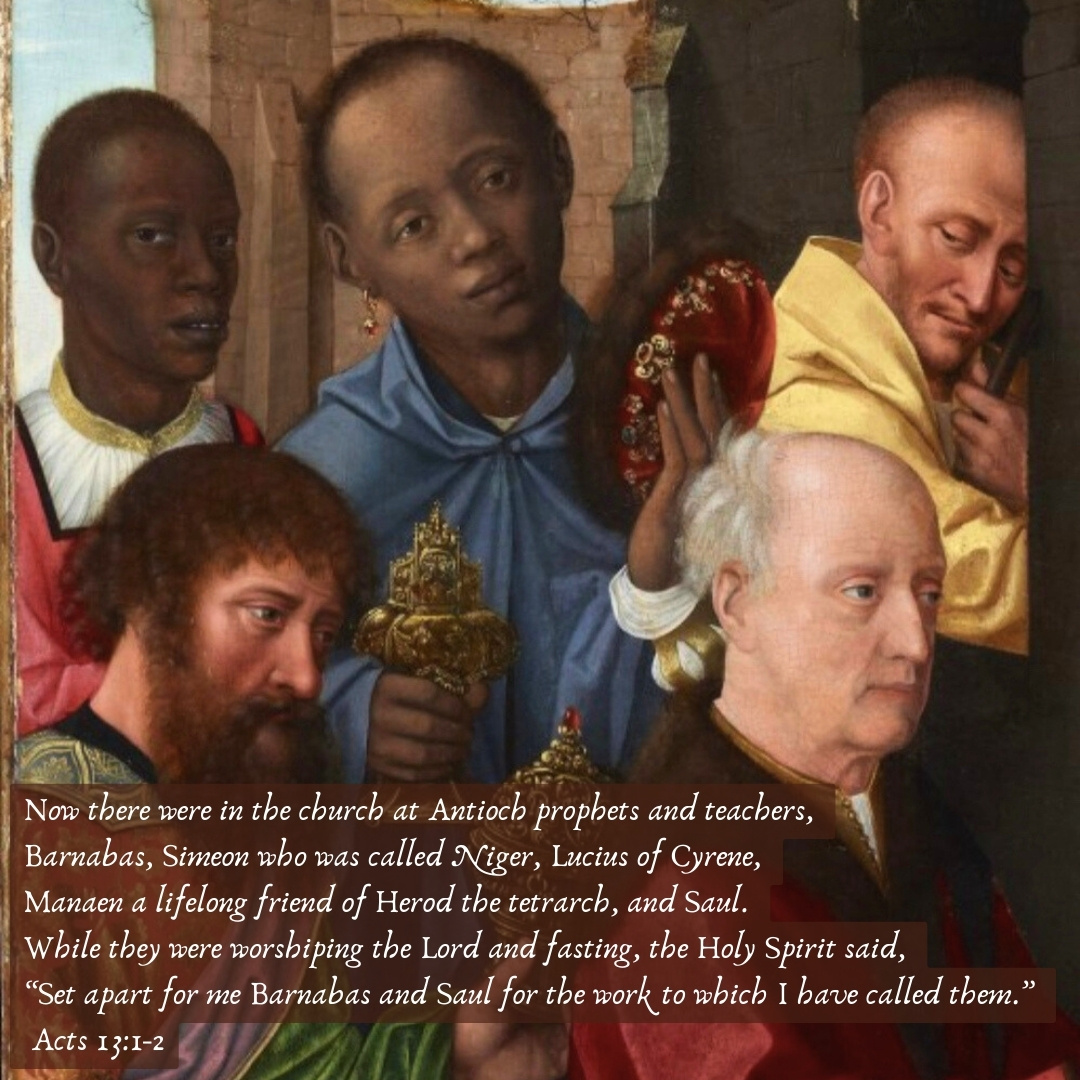 Now there were in the church at Antioch prophets and teachers,
Barnabas, Simeon who was called Niger, Lucius of Cyrene,
Manaen a lifelong friend of Herod the tetrarch, and Saul.
While they were worshiping the Lord and fasting, the Holy Spirit said,
“Set apart for me Barnabas and Saul for the work to which I have called them.”
Acts 13:1-2